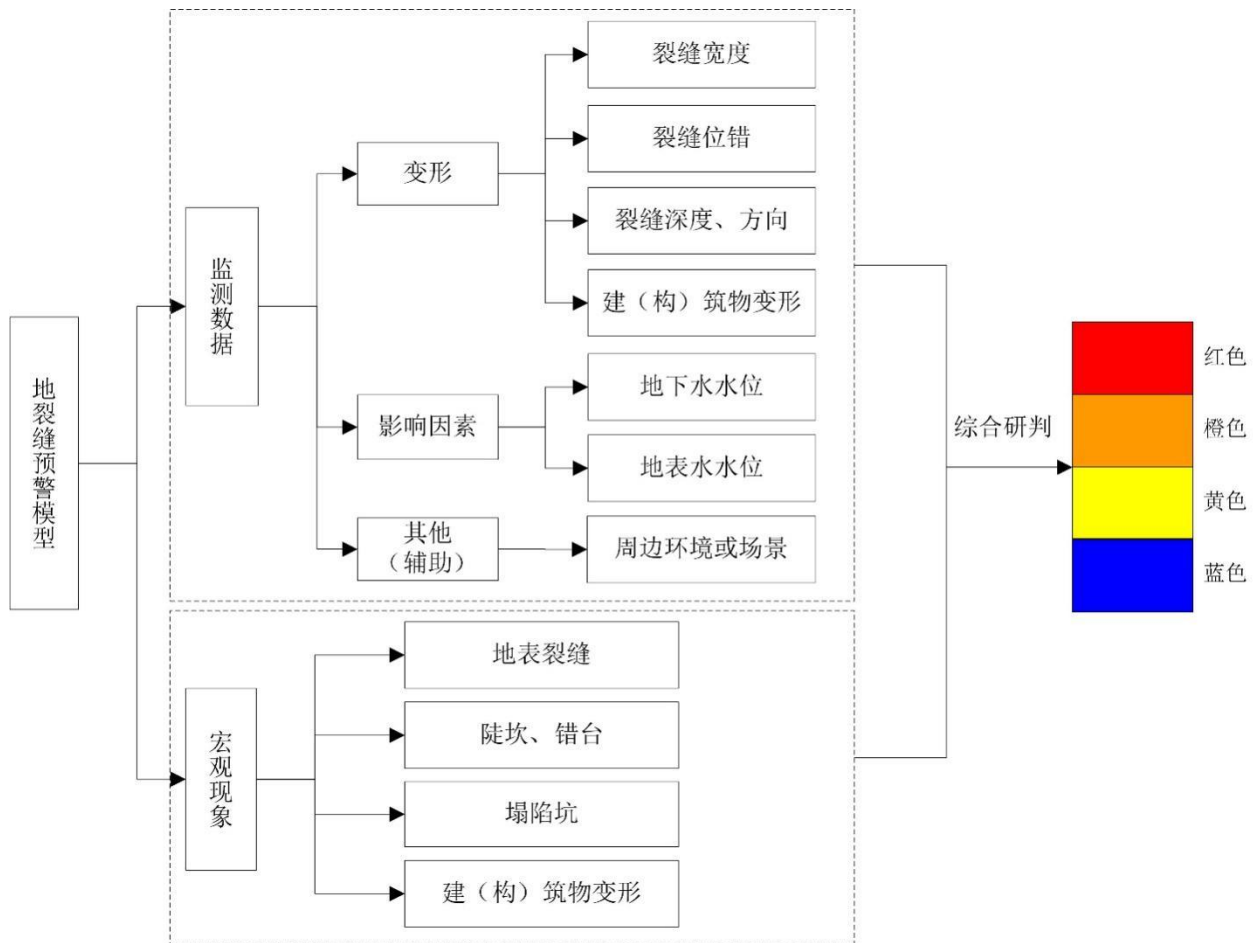 地裂缝预警模型
监测数据
变形
裂缝宽度
裂缝位错
裂缝深度、方向
建（构）筑物变形
影响因素
地下水水位
地表水水位
其他
（辅助）
周边环境或场景
宏观现象
地表裂缝
陡坎、错台
塌陷坑
建（构）筑物变形
综合研判
红色
橙色
黄色
蓝色